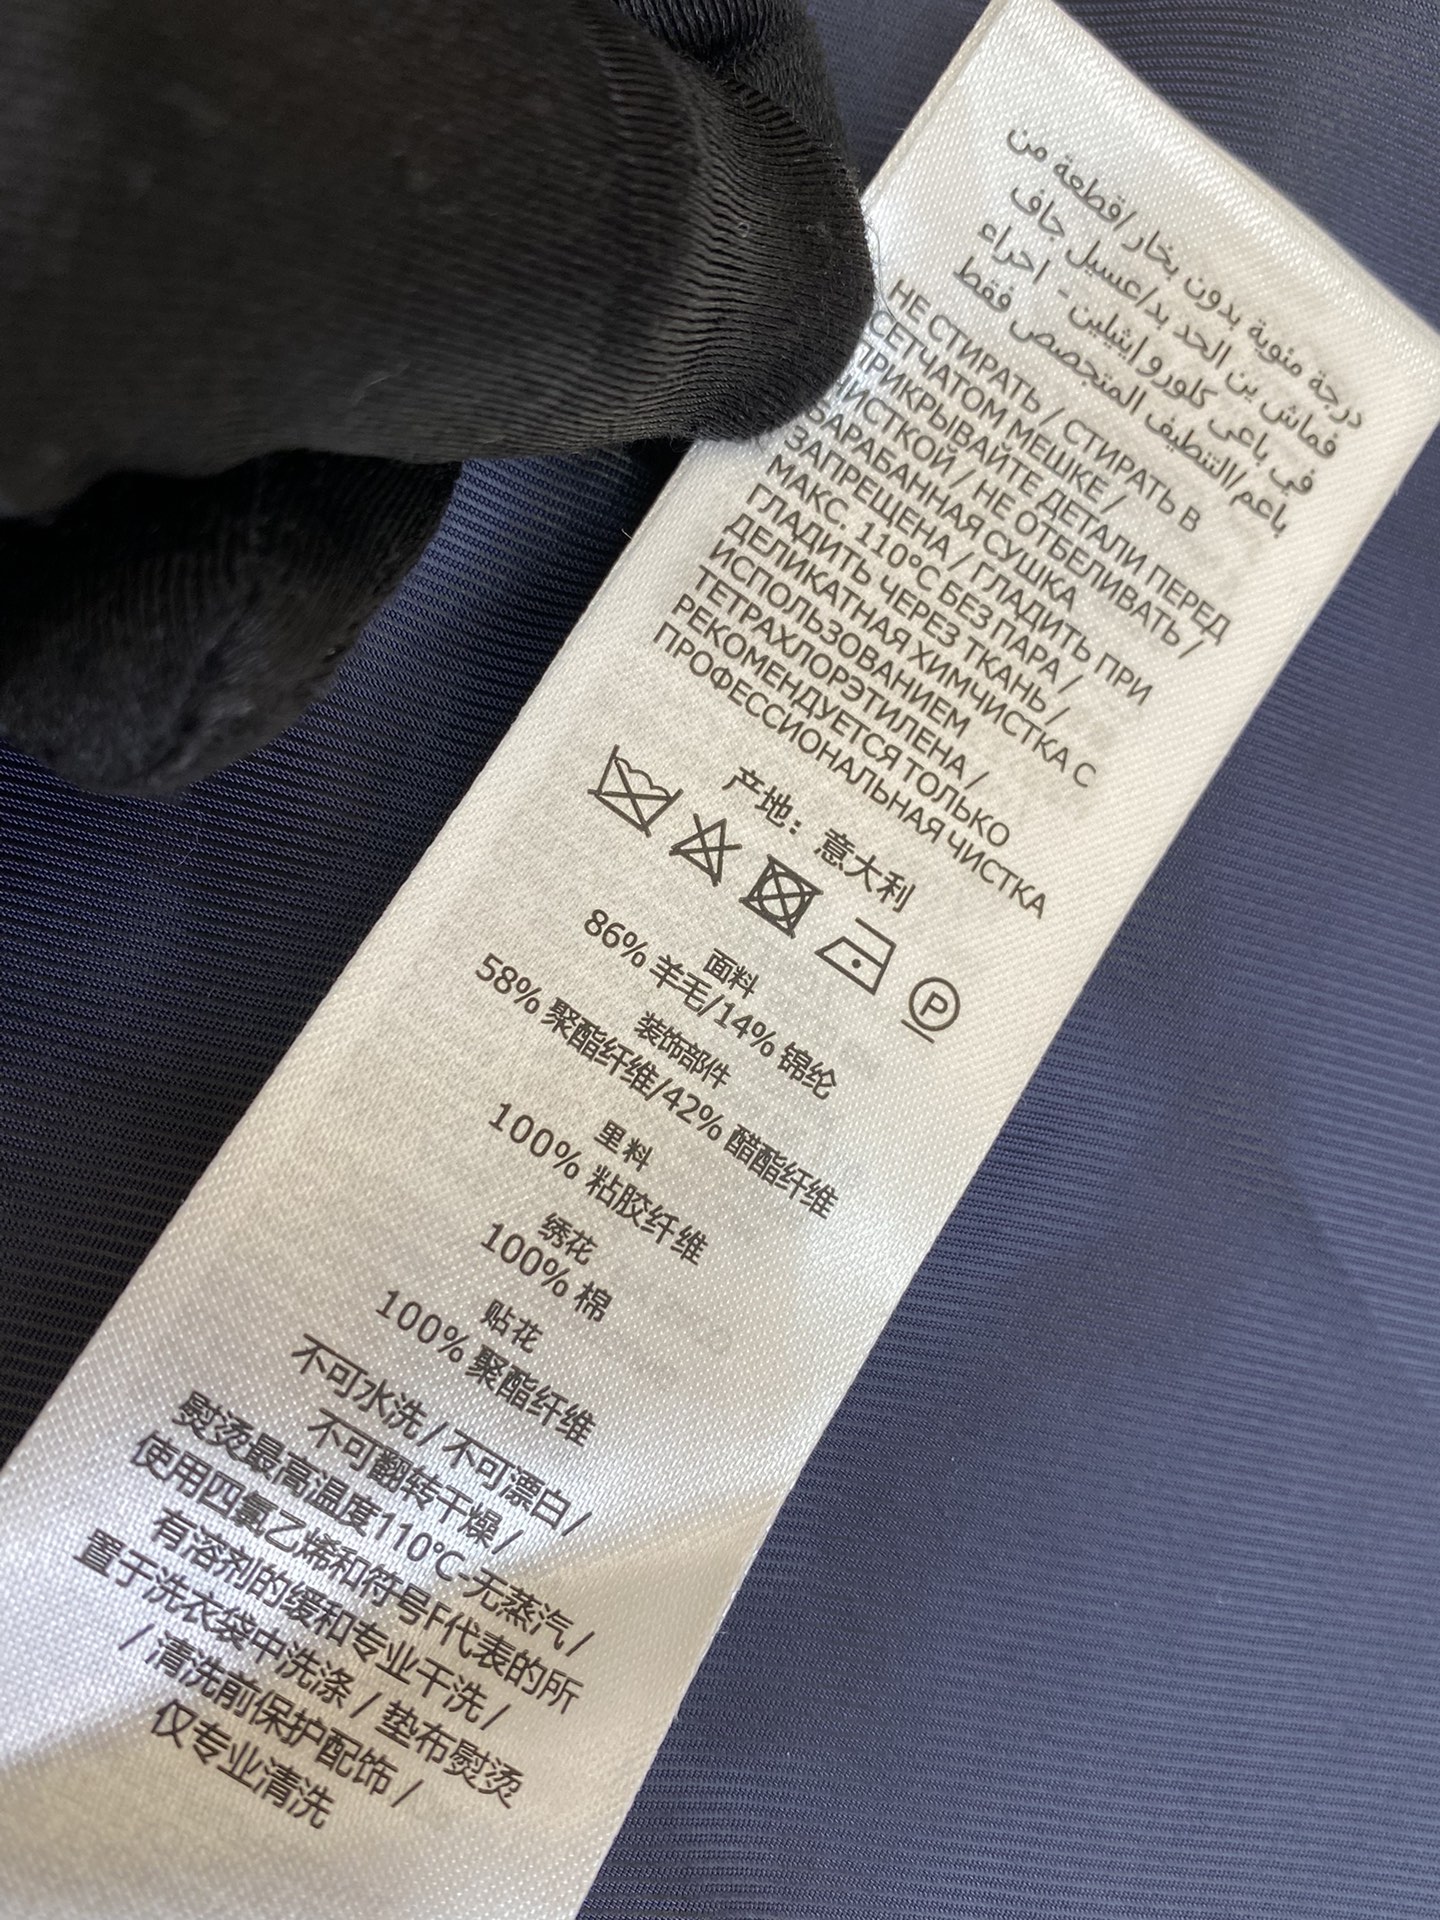 درجة مئوية بدون بخار/قطعة من
قماش بن الحد بد/غسيل جاف
في باعى كلورو إيثيلين - احراء
باعم/التنظيف المتخصص فقط
НЕ СТИРАТЬ / СТИРАТЬ В
СЕТЧАТОМ МЕШКЕ /
ПРИКРЫВАЙТЕ ДЕТАЛИ ПЕРЕД
ЧИСТКОЙ / НЕ ОТБЕЛИВАТЬ /
БАРАБАННАЯ СУШКА
ЗАПРЕЩЕНА / ГЛАДИТЬ ПРИ
МАКС. 110°C БЕЗ ПАРА /
ГЛАДИТЬ ЧЕРЕЗ ТКАНЬ /
ДЕЛИКАТНАЯ ХИМЧИСТКА С
ИСПОЛЬЗОВАНИЕМ
ТЕТРАХЛОРЭТИЛЕНА /
РЕКОМЕНДУЕТСЯ ТОЛЬКО
ПРОФЕССИОНАЛЬНАЯ ЧИСТКА
产地：意大利
P
面料
86% 羊毛/14% 锦纶
装饰部件
58% 聚酯纤维/42% 醋酯纤维
里料
100% 粘胶纤维
绣花
100% 棉
贴花
100% 聚酯纤维
不可水洗 / 不可漂白 /
不可翻转干燥 /
熨烫最高温度110℃-无蒸汽 /
使用四氯乙烯和符号F代表的所
有溶剂的缓和专业干洗 /
置于洗衣袋中洗涤 / 垫布熨烫
/ 清洗前保护配饰 /
仅专业清洗